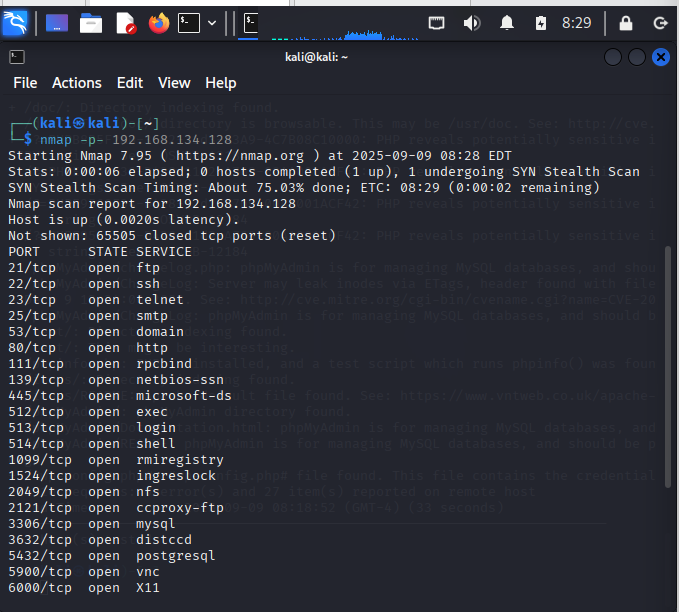 8:29
kali@kali: ~
File Actions Edit View Help
┌──(kali㉿kali)-[~]
└─$ nmap -p- 192.168.134.128
Starting Nmap 7.95 ( https://nmap.org ) at 2025-09-09 08:28 EDT
Stats: 0:00:06 elapsed; 0 hosts completed (1 up), 1 undergoing SYN Stealth Scan
SYN Stealth Scan Timing: About 75.03% done; ETC: 08:29 (0:00:02 remaining)
Nmap scan report for 192.168.134.128
Host is up (0.0020s latency).
Not shown: 65505 closed tcp ports (reset)
PORT STATE SERVICE
21/tcp open ftp
22/tcp open ssh
23/tcp open telnet
25/tcp open smtp
53/tcp open domain
80/tcp open http
111/tcp open rpcbind
139/tcp open netbios-ssn
445/tcp open microsoft-ds
512/tcp open exec
513/tcp open login
514/tcp open shell
1099/tcp open rmiregistry
1524/tcp open ingreslock
2049/tcp open nfs
2121/tcp open ccproxy-ftp
3306/tcp open mysql
3632/tcp open distccd
5432/tcp open postgresql
5900/tcp open vnc
6000/tcp open X11